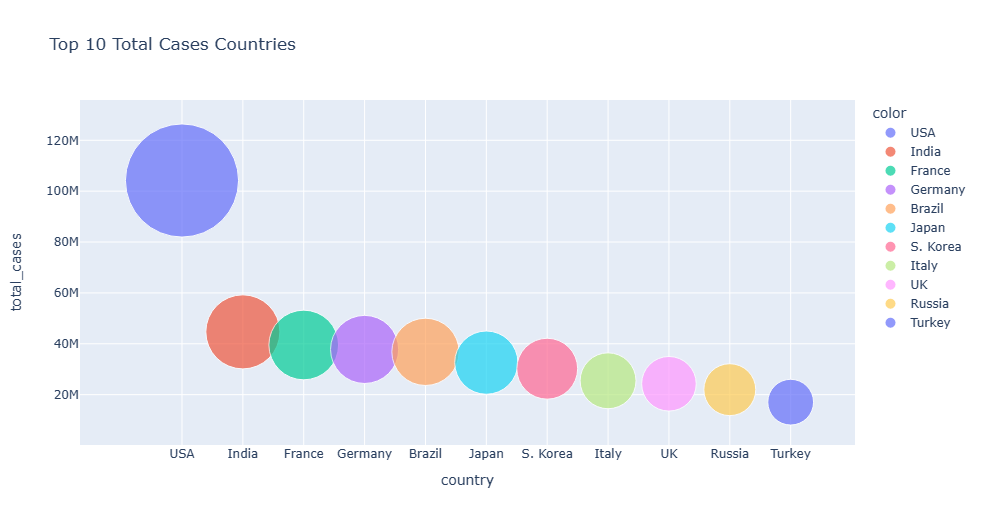 Top 10 Total Cases Countries
120M
100M
80M
60M
40M
20M
total_cases
USA India France Germany Brazil Japan S. Korea Italy UK Russia Turkey
country
color
USA
India
France
Germany
Brazil
Japan
S. Korea
Italy
UK
Russia
Turkey